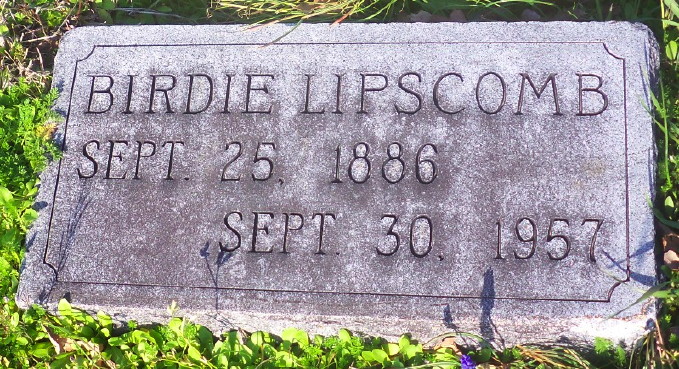 BIRDIE LIPSCOMB
SEPT. 25, 1886
SEPT. 30, 1957